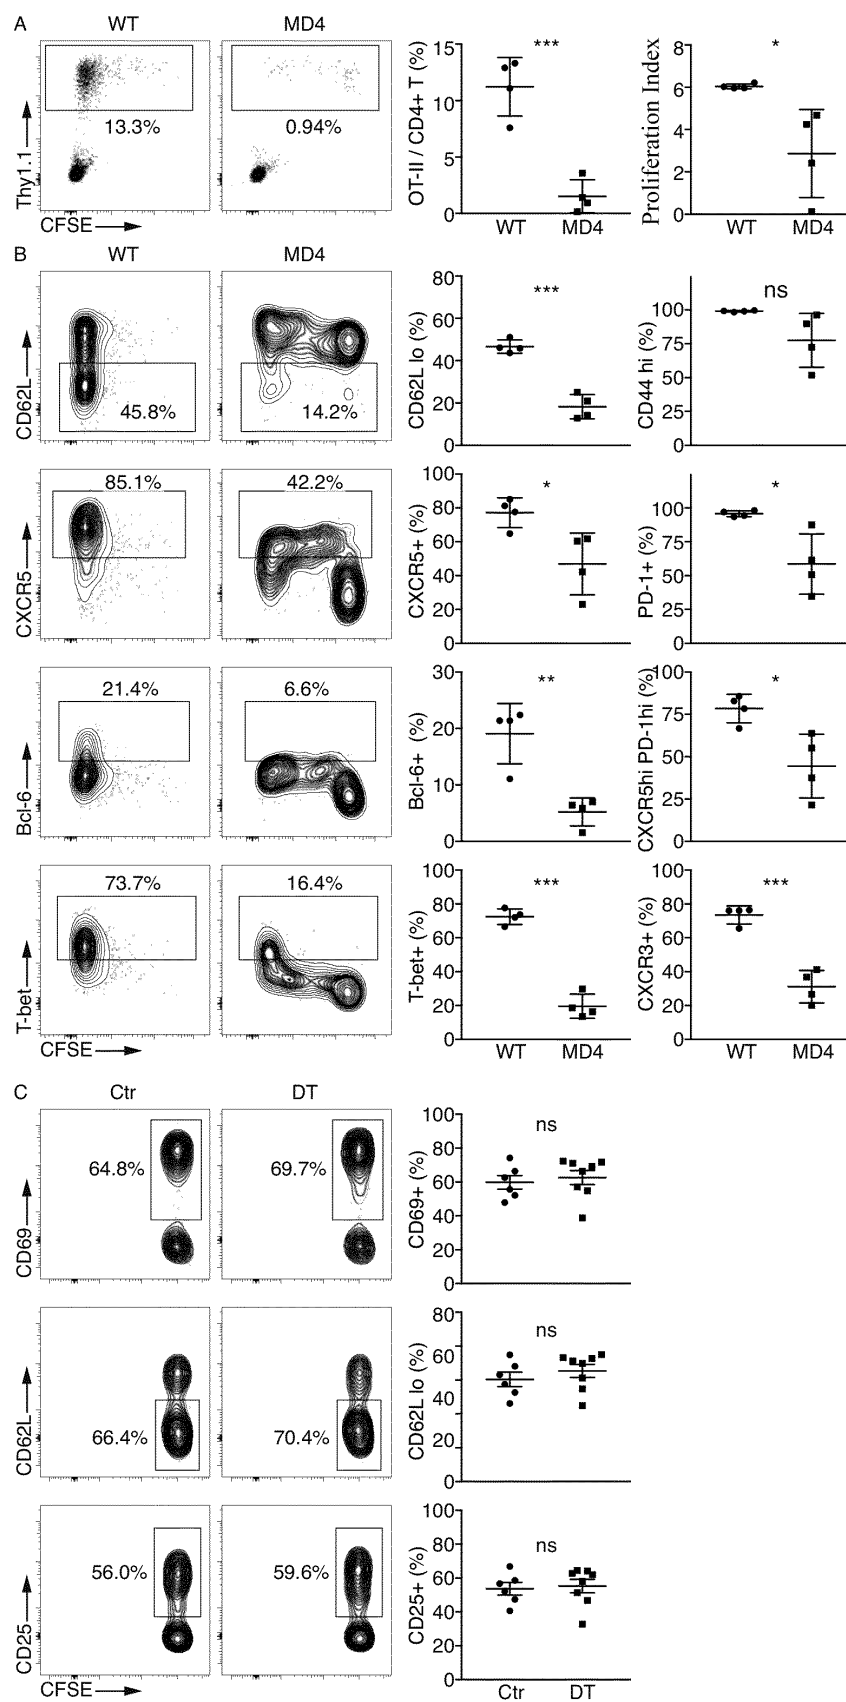 A
WT
MD4
Thy1.1
13.3%
0.94%
CFSE
OT-II / CD4+ T (%)
15
10
5
0
***
WT
MD4
Proliferation Index
8
6
4
2
0
*
WT
MD4
B
WT
MD4
CD62L
45.8%
14.2%
CD62L lo (%)
80
60
40
20
0
***
CD44 hi (%)
100
75
50
25
0
ns
CXCR5
85.1%
42.2%
CXCR5+ (%)
100
80
60
40
20
0
*
PD-1+ (%)
100
75
50
25
0
*
Bcl-6
21.4%
6.6%
Bcl-6+ (%)
30
20
10
0
**
CXCR5hi PD-1hi (%)
100
75
50
25
0
*
T-bet
73.7%
16.4%
CFSE
T-bet+ (%)
100
80
60
40
20
0
***
WT
MD4
CXCR3+ (%)
100
80
60
40
20
0
***
WT
MD4
C
Ctr
DT
CD69
64.8%
69.7%
CD69+ (%)
100
80
60
40
20
0
ns
CD62L
66.4%
70.4%
CD62L lo (%)
80
60
40
20
0
ns
CD25
56.0%
59.6%
CFSE
CD25+ (%)
100
80
60
40
20
0
ns
Ctr
DT